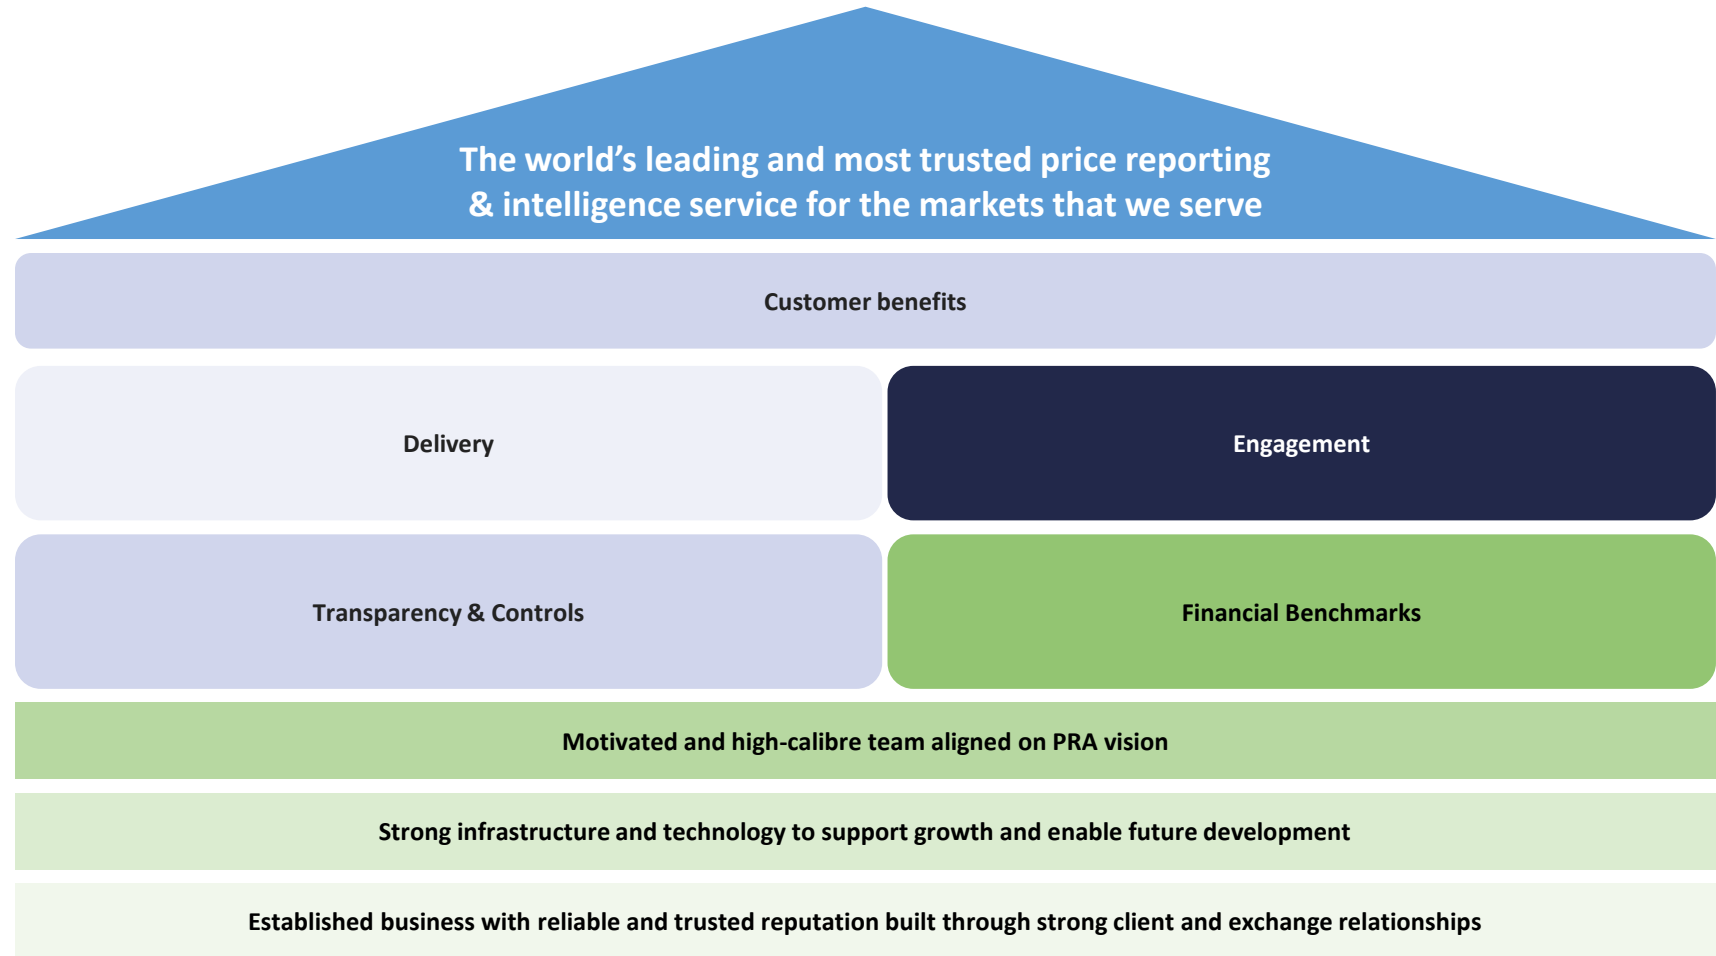 The world’s leading and most trusted price reporting
& intelligence service for the markets that we serve
Customer benefits
Delivery
Engagement
Transparency & Controls
Financial Benchmarks
Motivated and high-calibre team aligned on PRA vision
Strong infrastructure and technology to support growth and enable future development
Established business with reliable and trusted reputation built through strong client and exchange relationships